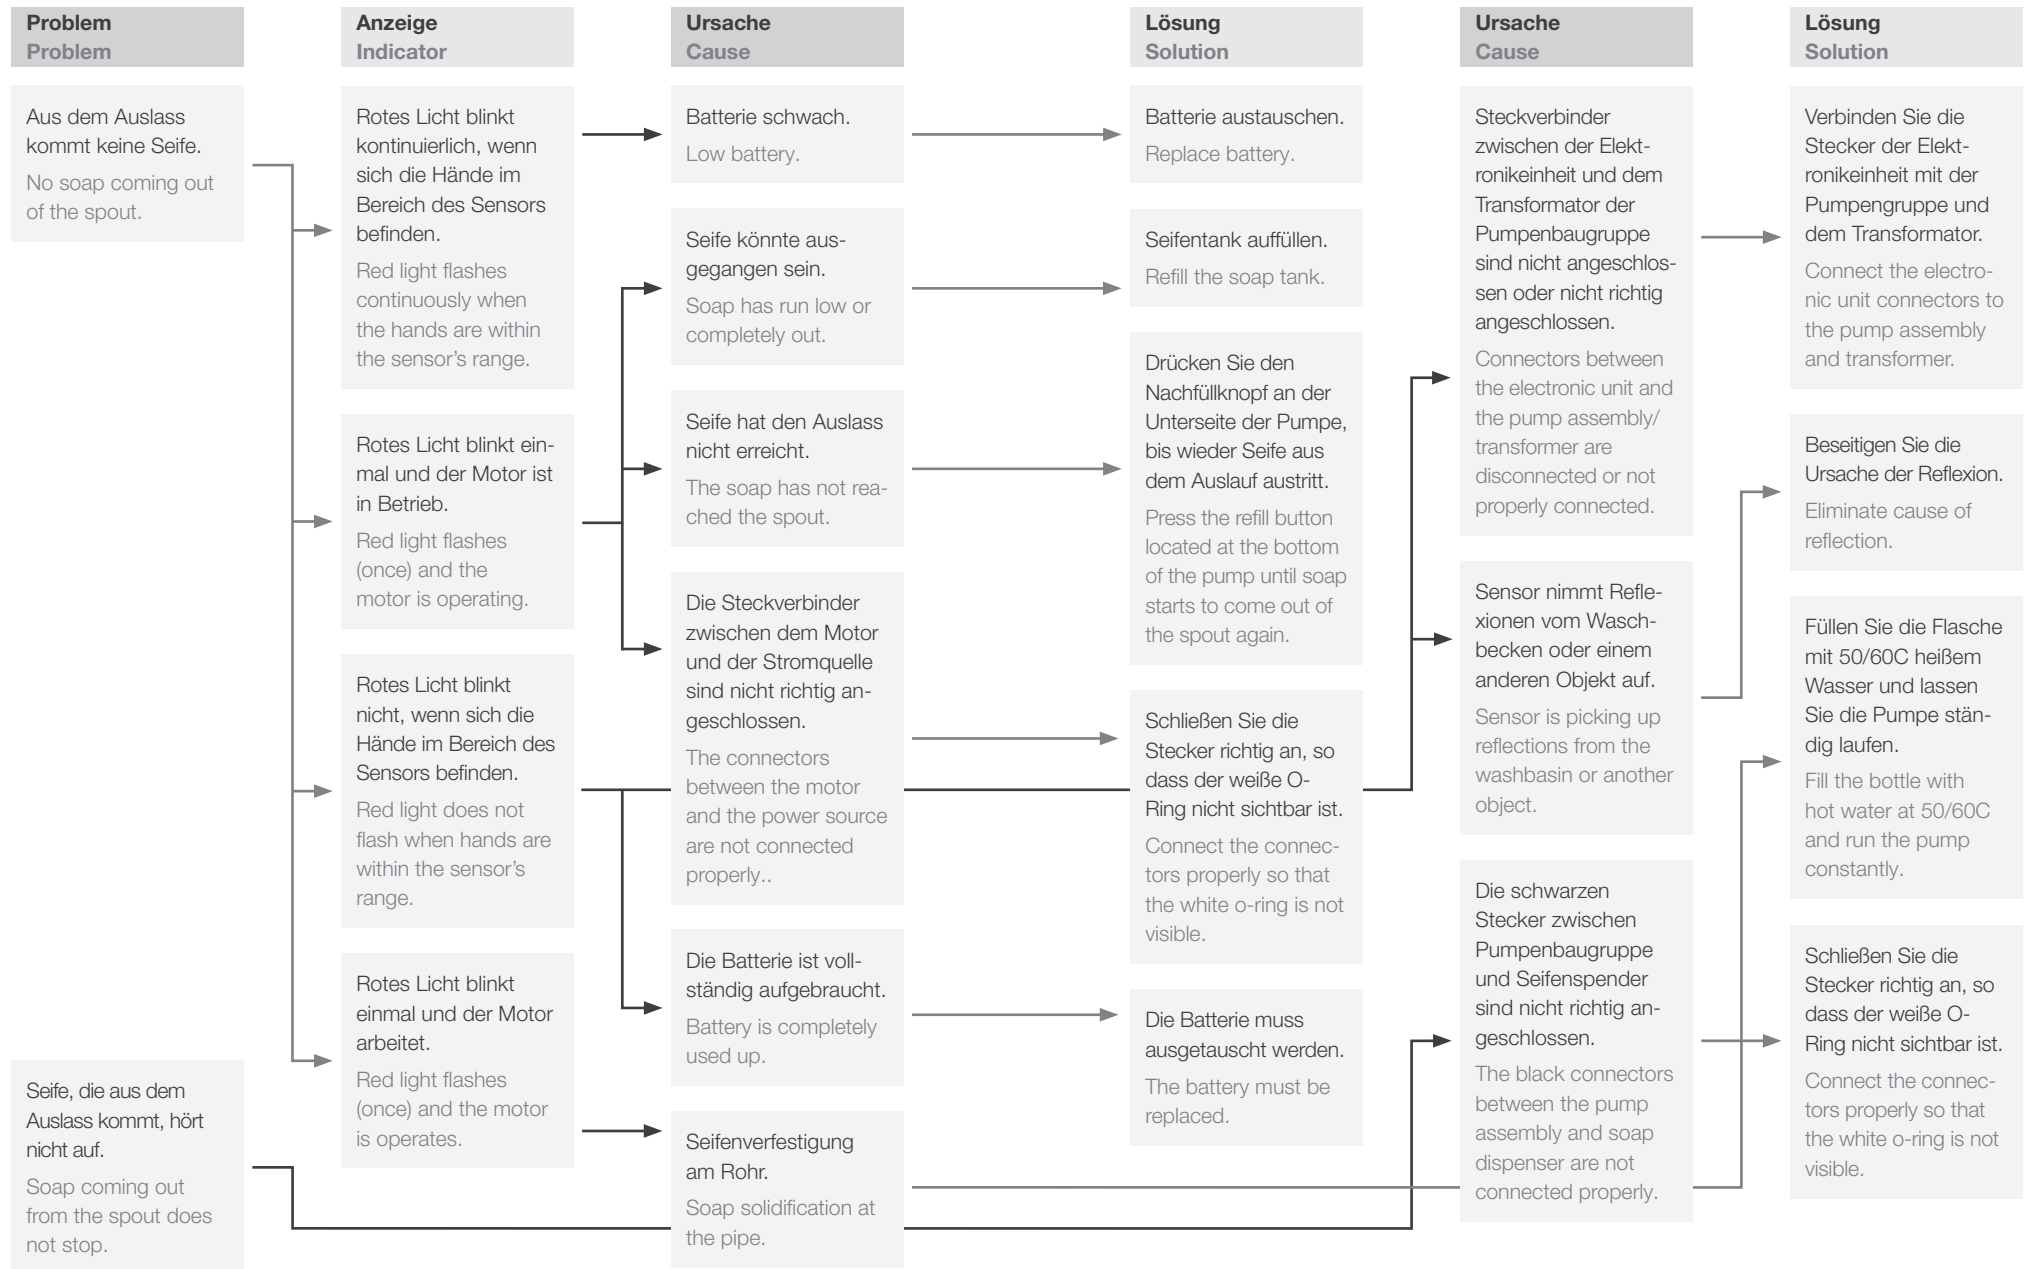 Problem
Problem
Anzeige
Indicator
Ursache
Cause
Lösung
Solution
Ursache
Cause
Lösung
Solution
Aus dem Auslass
kommt keine Seife.
No soap coming out
of the spout.
Seife, die aus dem
Auslass kommt, hört
nicht auf.
Soap coming out
from the spout does
not stop.
Rotes Licht blinkt
kontinuierlich, wenn
sich die Hände im
Bereich des Sensors
befinden.
Red light flashes
continuously when
the hands are within
the sensor’s range.
Rotes Licht blinkt ein-
mal und der Motor ist
in Betrieb.
Red light flashes
(once) and the
motor is operating.
Rotes Licht blinkt
nicht, wenn sich die
Hände im Bereich des
Sensors befinden.
Red light does not
flash when hands are
within the sensor’s
range.
Rotes Licht blinkt
einmal und der Motor
arbeitet.
Red light flashes
(once) and the motor
is operates.
Batterie schwach.
Low battery.
Seife könnte aus-
gegangen sein.
Soap has run low or
completely out.
Seife hat den Auslass
nicht erreicht.
The soap has not rea-
ched the spout.
Die Steckverbinder
zwischen dem Motor
und der Stromquelle
sind nicht richtig an-
geschlossen.
The connectors
between the motor
and the power source
are not connected
properly..
Die Batterie ist voll-
ständig aufgebraucht.
Battery is completely
used up.
Seifenverfestigung
am Rohr.
Soap solidification at
the pipe.
Batterie austauschen.
Replace battery.
Seifentank auffüllen.
Refill the soap tank.
Drücken Sie den
Nachfüllknopf an der
Unterseite der Pumpe,
bis wieder Seife aus
dem Auslauf austritt.
Press the refill button
located at the bottom
of the pump until soap
starts to come out of
the spout again.
Schließen Sie die
Stecker richtig an, so
dass der weiße O-
Ring nicht sichtbar ist.
Connect the connec-
tors properly so that
the white o-ring is not
visible.
Die Batterie muss
ausgetauscht werden.
The battery must be
replaced.
Steckverbinder
zwischen der Elekt-
ronikeinheit und dem
Transformator der
Pumpenbaugruppe
sind nicht angeschlos-
sen oder nicht richtig
angeschlossen.
Connectors between
the electronic unit and
the pump assembly/
transformer are
disconnected or not
properly connected.
Sensor nimmt Refle-
xionen vom Wasch-
becken oder einem
anderen Objekt auf.
Sensor is picking up
reflections from the
washbasin or another
object.
Die schwarzen
Stecker zwischen
Pumpenbaugruppe
und Seifenspender
sind nicht richtig an-
geschlossen.
The black connectors
between the pump
assembly and soap
dispenser are not
connected properly.
Verbinden Sie die
Stecker der Elekt-
ronikeinheit mit der
Pumpengruppe und
dem Transformator.
Connect the electro-
nic unit connectors to
the pump assembly
and transformer.
Beseitigen Sie die
Ursache der Reflexion.
Eliminate cause of
reflection.
Füllen Sie die Flasche
mit 50/60C heißem
Wasser und lassen
Sie die Pumpe stän-
dig laufen.
Fill the bottle with
hot water at 50/60C
and run the pump
constantly.
Schließen Sie die
Stecker richtig an, so
dass der weiße O-
Ring nicht sichtbar ist.
Connect the connec-
tors properly so that
the white o-ring is not
visible.